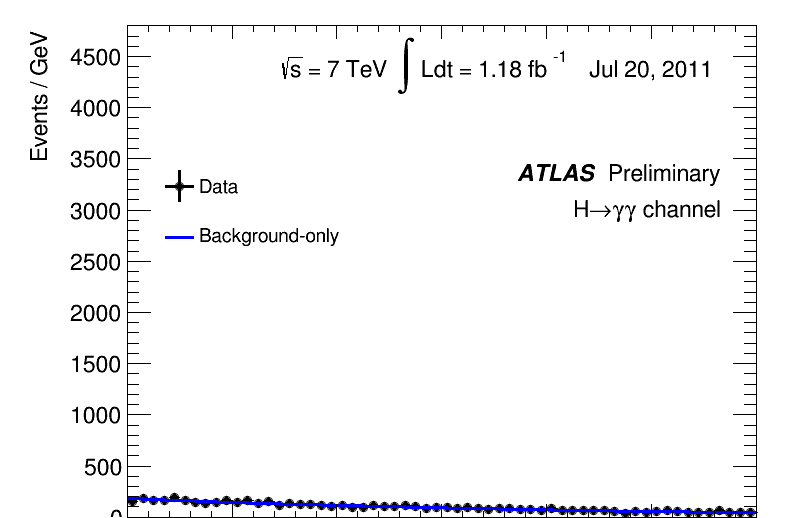 Events / GeV
4500
4000
3500
3000
2500
2000
1500
1000
500
0
√s = 7 TeV ∫ Ldt = 1.18 fb -1 Jul 20, 2011
ATLAS Preliminary
H→γγ channel
Data
Background-only